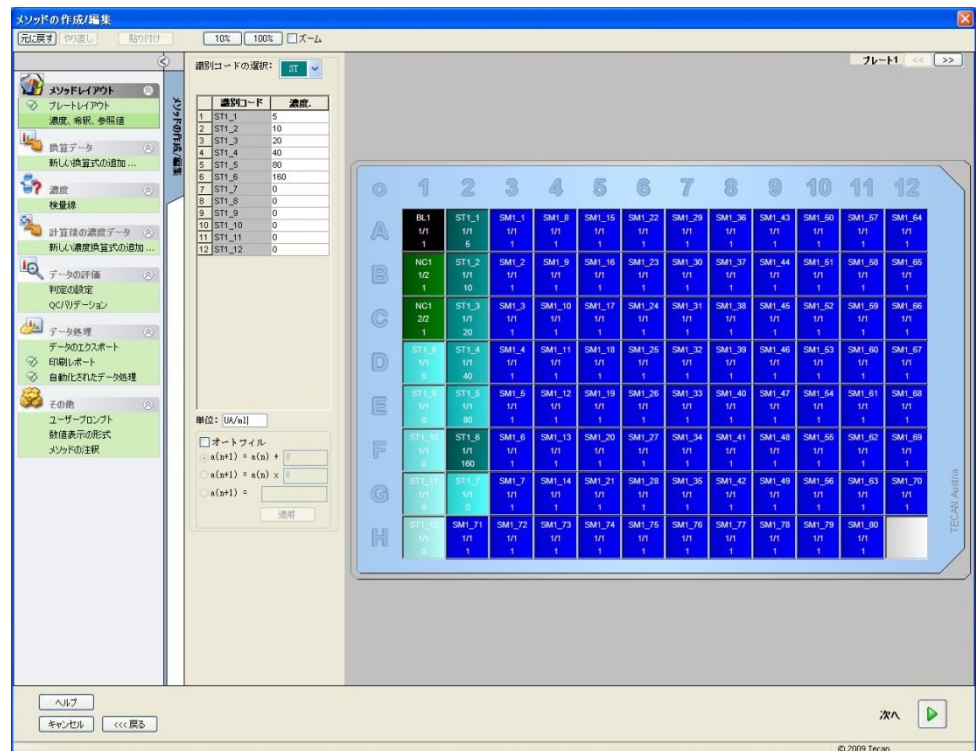 メソッドの作成/編集
元に戻す やり直し 貼り付け 10% 100% ズーム
メソッドレイアウト
プレートレイアウト
濃度、希釈、参照値
換算データ
新しい換算式の追加 ...
濃度
検量線
計算後の濃度データ
新しい濃度換算式の追加 ...
データの評価
判定の設定
QCバリデーション
データ処理
データのエクスポート
印刷レポート
自動化されたデータ処理
その他
ユーザープロンプト
数値表示の形式
メソッドの注釈
メソッドの作成/編集
識別コードの選択: ST
識別コード 濃度.
1 ST1_1 5
2 ST1_2 10
3 ST1_3 20
4 ST1_4 40
5 ST1_5 80
6 ST1_6 160
7 ST1_7 0
8 ST1_8 0
9 ST1_9 0
10 ST1_10 0
11 ST1_11 0
12 ST1_12 0
単位: UA/ml
オートフィル
a(n+1) = a(n) + 0
a(n+1) = a(n) x 0
a(n+1) =
適用
プレート1 << >>
1 2 3 4 5 6 7 8 9 10 11 12
A BL1 ST1_1 SM1_1 SM1_8 SM1_15 SM1_22 SM1_29 SM1_36 SM1_43 SM1_50 SM1_57 SM1_64
1/1 1/1 1/1 1/1 1/1 1/1 1/1 1/1 1/1 1/1 1/1 1/1
1 5 1 1 1 1 1 1 1 1 1 1
B NC1 ST1_2 SM1_2 SM1_9 SM1_16 SM1_23 SM1_30 SM1_37 SM1_44 SM1_51 SM1_58 SM1_65
1/2 1/1 1/1 1/1 1/1 1/1 1/1 1/1 1/1 1/1 1/1 1/1
1 10 1 1 1 1 1 1 1 1 1 1
C NC1 ST1_3 SM1_3 SM1_10 SM1_17 SM1_24 SM1_31 SM1_38 SM1_45 SM1_52 SM1_59 SM1_66
2/2 1/1 1/1 1/1 1/1 1/1 1/1 1/1 1/1 1/1 1/1 1/1
1 20 1 1 1 1 1 1 1 1 1 1
D ST1_8 ST1_4 SM1_4 SM1_11 SM1_18 SM1_25 SM1_32 SM1_39 SM1_46 SM1_53 SM1_60 SM1_67
1/1 1/1 1/1 1/1 1/1 1/1 1/1 1/1 1/1 1/1 1/1 1/1
0 40 1 1 1 1 1 1 1 1 1 1
E ST1_9 ST1_5 SM1_5 SM1_12 SM1_19 SM1_26 SM1_33 SM1_40 SM1_47 SM1_54 SM1_61 SM1_68
1/1 1/1 1/1 1/1 1/1 1/1 1/1 1/1 1/1 1/1 1/1 1/1
0 80 1 1 1 1 1 1 1 1 1 1
F ST1_10 ST1_6 SM1_6 SM1_13 SM1_20 SM1_27 SM1_34 SM1_41 SM1_48 SM1_55 SM1_62 SM1_69
1/1 1/1 1/1 1/1 1/1 1/1 1/1 1/1 1/1 1/1 1/1 1/1
0 160 1 1 1 1 1 1 1 1 1 1
G ST1_11 ST1_7 SM1_7 SM1_14 SM1_21 SM1_28 SM1_35 SM1_42 SM1_49 SM1_56 SM1_63 SM1_70
1/1 1/1 1/1 1/1 1/1 1/1 1/1 1/1 1/1 1/1 1/1 1/1
0 0 1 1 1 1 1 1 1 1 1 1
H ST1_12 SM1_71 SM1_72 SM1_73 SM1_74 SM1_75 SM1_76 SM1_77 SM1_78 SM1_79 SM1_80
1/1 1/1 1/1 1/1 1/1 1/1 1/1 1/1 1/1 1/1 1/1
0 1 1 1 1 1 1 1 1 1 1
TECAN Austria
ヘルプ
キャンセル <<< 戻る
次へ
© 2009 Tecan